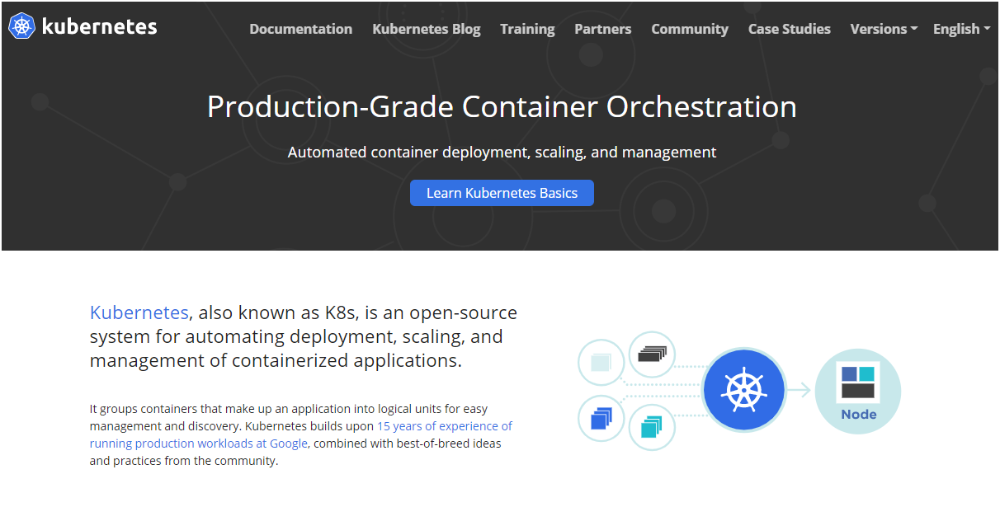 kubernetes
Documentation Kubernetes Blog Training Partners Community Case Studies Versions English
Production-Grade Container Orchestration
Automated container deployment, scaling, and management
Learn Kubernetes Basics
Kubernetes, also known as K8s, is an open-source
system for automating deployment, scaling, and
management of containerized applications.
It groups containers that make up an application into logical units for easy
management and discovery. Kubernetes builds upon 15 years of experience of
running production workloads at Google, combined with best-of-breed ideas
and practices from the community.
Node